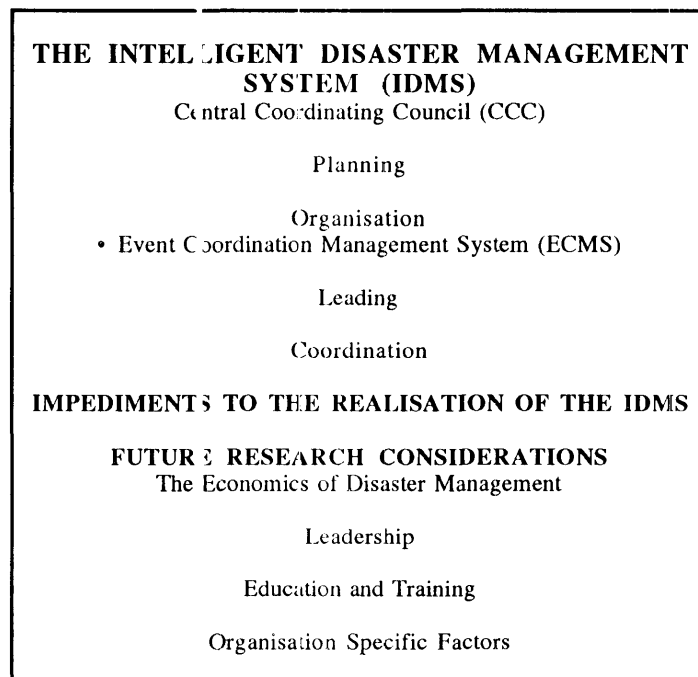 THE INTELLIGENT DISASTER MANAGEMENT
SYSTEM (IDMS)
Central Coordinating Council (CCC)
Planning
Organisation
• Event Coordination Management System (ECMS)
Leading
Coordination
IMPEDIMENTS TO THE REALISATION OF THE IDMS
FUTURE RESEARCH CONSIDERATIONS
The Economics of Disaster Management
Leadership
Education and Training
Organisation Specific Factors